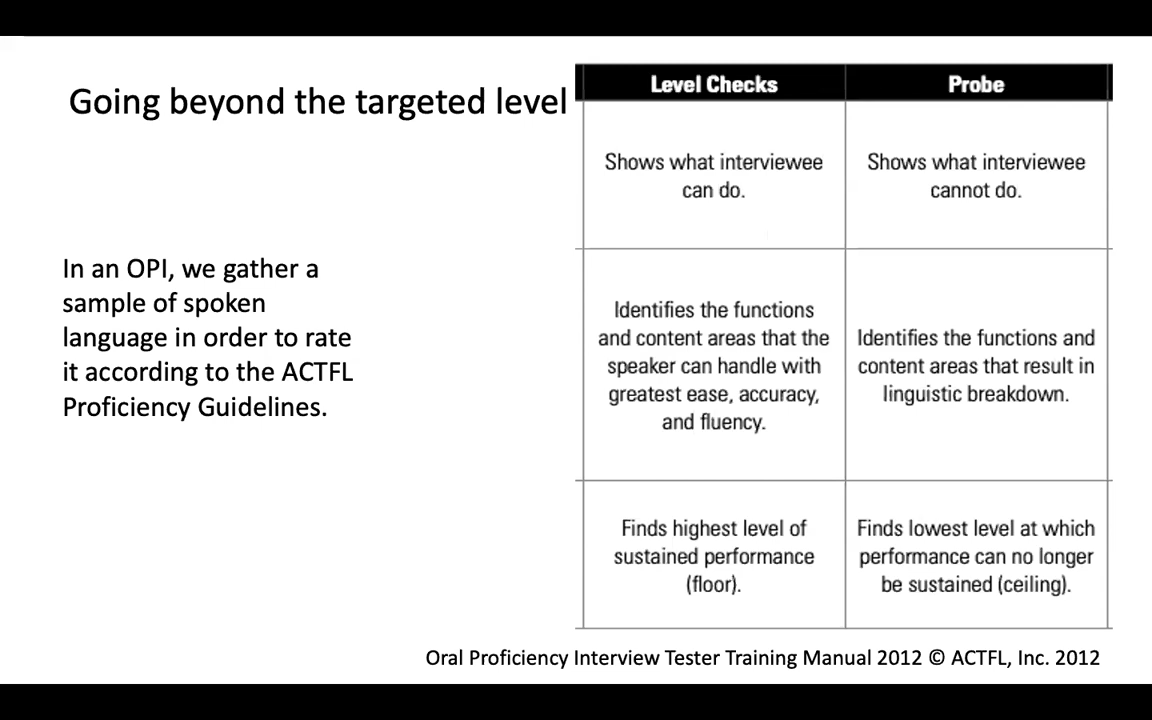 Going beyond the targeted level
In an OPI, we gather a
sample of spoken
language in order to rate
it according to the ACTFL
Proficiency Guidelines.
Level Checks
Probe
Shows what interviewee
can do.
Shows what interviewee
cannot do.
Identifies the functions
and content areas that the
speaker can handle with
greatest ease, accuracy,
and fluency.
Identifies the functions and
content areas that result in
linguistic breakdown.
Finds highest level of
sustained performance
(floor).
Finds lowest level at which
performance can no longer
be sustained (ceiling).
Oral Proficiency Interview Tester Training Manual 2012 © ACTFL, Inc. 2012